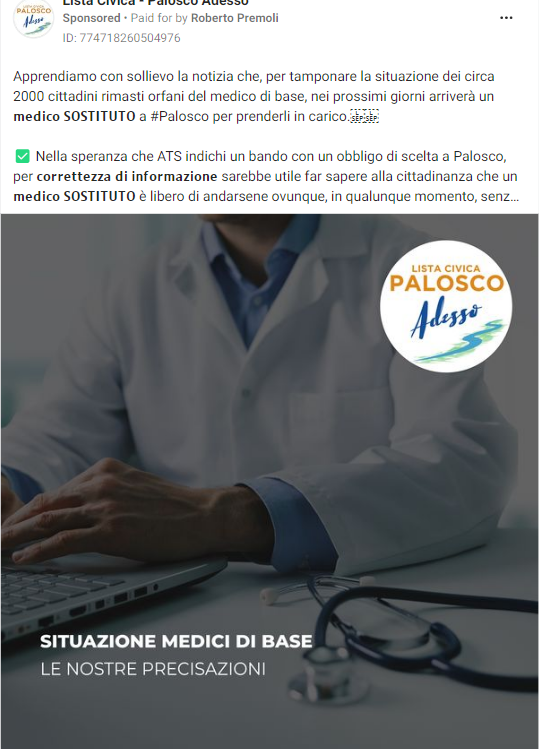 LISTA CIVICA
PALOSCO
Adesso
Lista Civica - Palosco Adesso
Sponsored • Paid for by Roberto Premoli
ID: 774718260504976
Apprendiamo con sollievo la notizia che, per tamponare la situazione dei circa
2000 cittadini rimasti orfani del medico di base, nei prossimi giorni arriverà un
medico SOSTITUTO a #Palosco per prenderli in carico.
✅ Nella speranza che ATS indichi un bando con un obbligo di scelta a Palosco,
per correttezza di informazione sarebbe utile far sapere alla cittadinanza che un
medico SOSTITUTO è libero di andarsene ovunque, in qualunque momento, senz...
LISTA CIVICA
PALOSCO
Adesso
SITUAZIONE MEDICI DI BASE
LE NOSTRE PRECISAZIONI